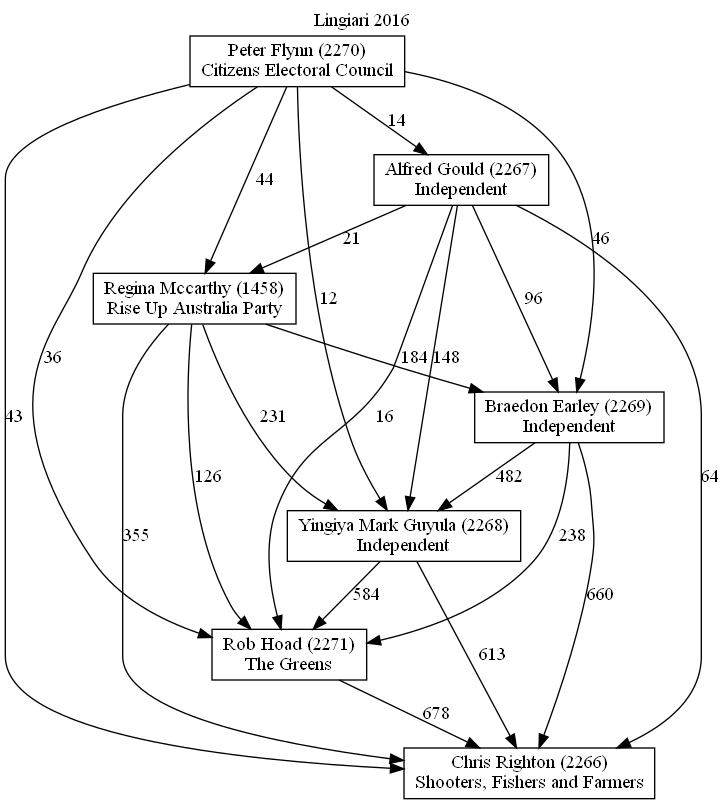 Lingiari 2016
Peter Flynn (2270)
Citizens Electoral Council
14
Alfred Gould (2267)
Independent
44
21
46
Regina Mccarthy (1458)
Rise Up Australia Party
12
96
36
184
148
Braedon Earley (2269)
Independent
43
231
16
126
482
64
Yingiya Mark Guyula (2268)
Independent
355
238
584
660
Rob Hoad (2271)
The Greens
613
678
Chris Righton (2266)
Shooters, Fishers and Farmers